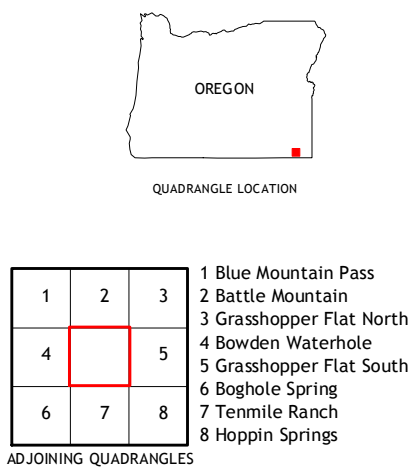 OREGON
QUADRANGLE LOCATION
1 2 3
4 5
6 7 8
1 Blue Mountain Pass
2 Battle Mountain
3 Grasshopper Flat North
4 Bowden Waterhole
5 Grasshopper Flat South
6 Boghole Spring
7 Tenmile Ranch
8 Hoppin Springs
ADJOINING QUADRANGLES